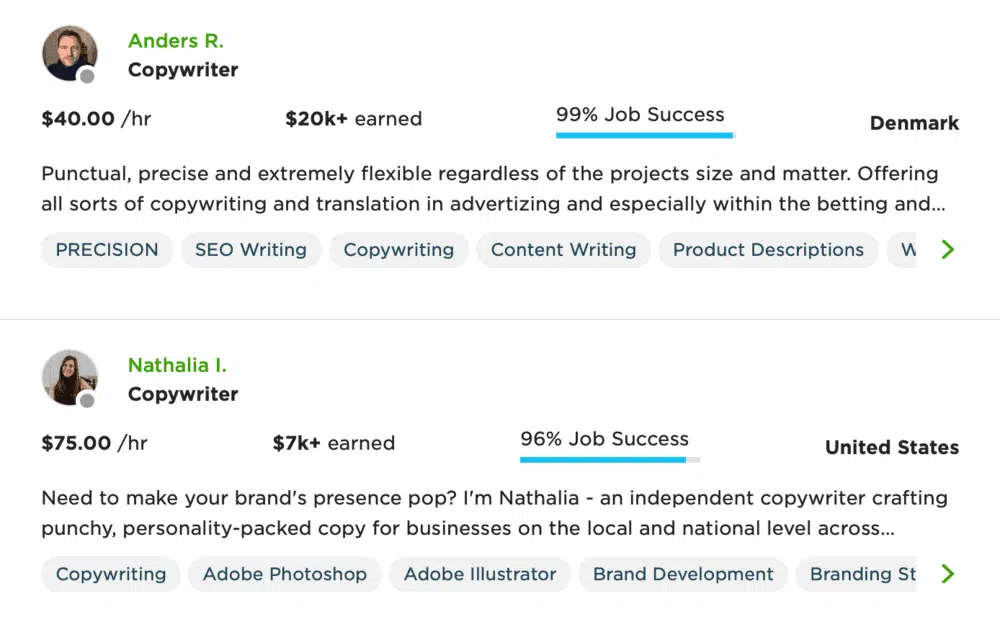 Anders R.
Copywriter
$40.00 /hr
$20k+ earned
99% Job Success
Denmark
Punctual, precise and extremely flexible regardless of the projects size and matter. Offering
all sorts of copywriting and translation in advertizing and especially within the betting and...
PRECISION
SEO Writing
Copywriting
Content Writing
Product Descriptions
W
Nathalia I.
Copywriter
$75.00 /hr
$7k+ earned
96% Job Success
United States
Need to make your brand's presence pop? I'm Nathalia - an independent copywriter crafting
punchy, personality-packed copy for businesses on the local and national level across...
Copywriting
Adobe Photoshop
Adobe Illustrator
Brand Development
Branding St